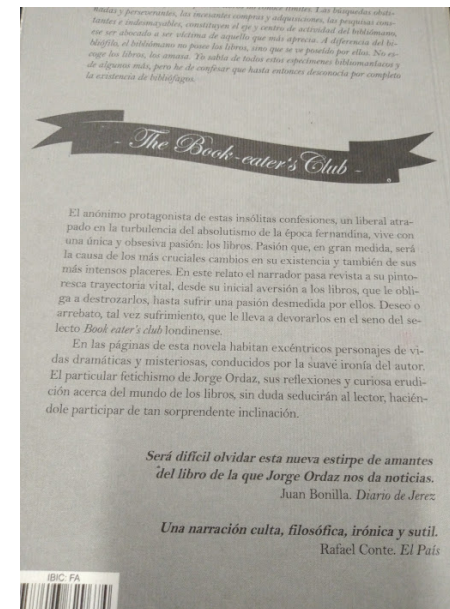 nadas y perseverantes, las incesantes compras y adquisiciones, las pesquisas cons-
tantes e indesmayables, constituyen el eje y centro de actividad del bibliómano,
ese ser abocado a ser víctima de aquello que más aprecia. A diferencia del bi-
bliófilo, el bibliómano no posee los libros, sino que se ve poseído por ellos. No es-
coge los libros, los amasa. Yo sabía de todos estos especímenes bibliomaníacos y
de algunos más, pero he de confesar que hasta entonces desconocía por completo
la existencia de bibliófagos.
- The Book-eater's Club -
El anónimo protagonista de estas insólitas confesiones, un liberal atra-
pado en la turbulencia del absolutismo de la época fernandina, vive con
una única y obsesiva pasión: los libros. Pasión que, en gran medida, será
la causa de los más cruciales cambios en su existencia y también de sus
más intensos placeres. En este relato el narrador pasa revista a su pinto-
resca trayectoria vital, desde su inicial aversión a los libros, que le obli-
ga a destrozarlos, hasta sufrir una pasión desmedida por ellos. Deseo o
arrebato, tal vez sufrimiento, que le lleva a devorarlos en el seno del se-
lecto Book eater's club londinense.
En las páginas de esta novela habitan excéntricos personajes de vi-
das dramáticas y misteriosas, conducidos por la suave ironía del autor.
El particular fetichismo de Jorge Ordaz, sus reflexiones y curiosa erudi-
ción acerca del mundo de los libros, sin duda seducirán al lector, hacién-
dole participar de tan sorprendente inclinación.
Será difícil olvidar esta nueva estirpe de amantes
del libro de la que Jorge Ordaz nos da noticias.
Juan Bonilla. Diario de Jerez
Una narración culta, filosófica, irónica y sutil.
Rafael Conte. El País
IBIC: FA